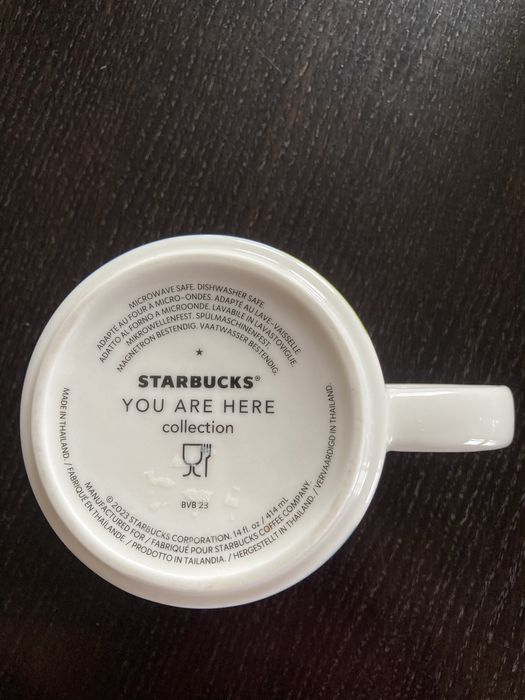 MICROWAVE SAFE. DISHWASHER SAFE.
ADAPTÉ AU FOUR À MICRO-ONDES. ADAPTÉ AU LAVE-VAISSELLE
ADATTO AL FORNO A MICROONDE. LAVABILE IN LAVASTOVIGLIE
MIKROWELLENFEST. SPÜLMASCHINENFEST.
MAGNETRON BESTENDIG. VAATWASSER BESTENDIG.
STARBUCKS®
YOU ARE HERE
collection
BVB 23
© 2023 STARBUCKS CORPORATION. 14 fl. oz / 414 mL
MANUFACTURED FOR / FABRIQUÉ POUR STARBUCKS COFFEE COMPANY.
MADE IN THAILAND. / FABRIQUÉ EN THAÏLANDE. / PRODOTTO IN TAILANDIA. / HERGESTELLT IN THAILAND. / VERVAARDIGD IN THAILAND.